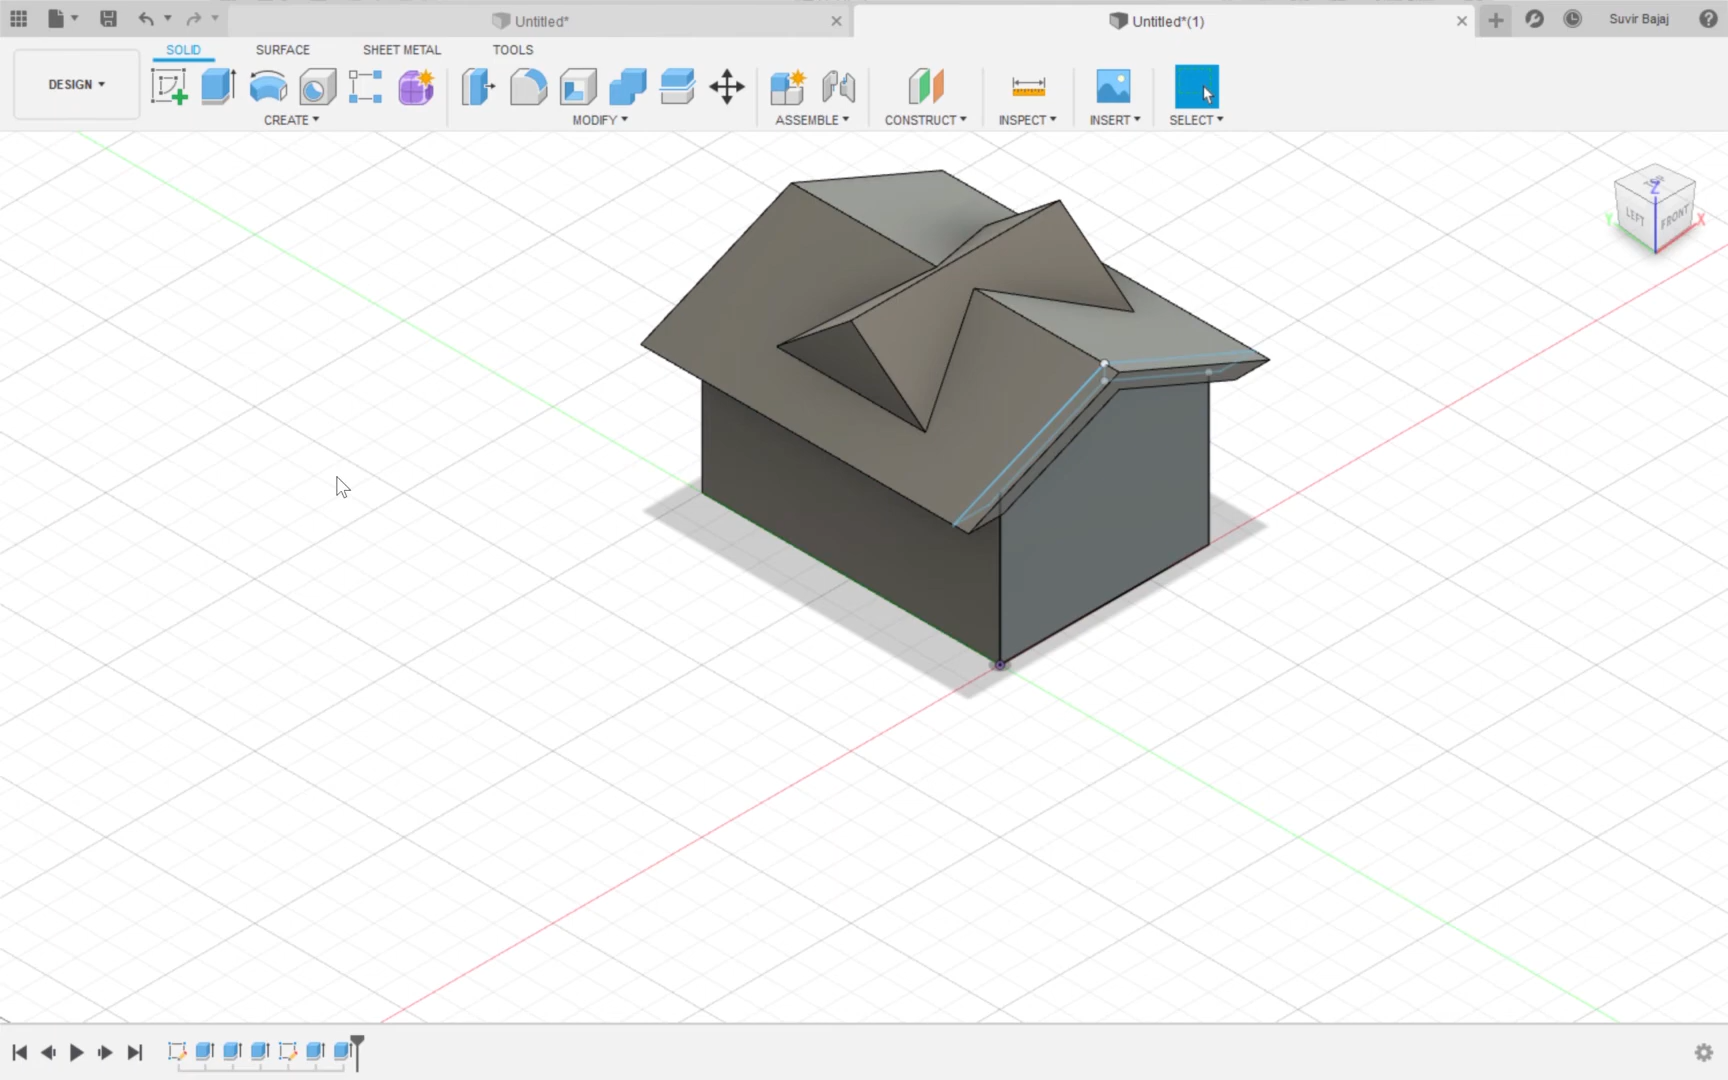 Untitled*
Untitled*(1)
Suvir Bajaj
SOLID
SURFACE
SHEET METAL
TOOLS
DESIGN
CREATE
MODIFY
ASSEMBLE
CONSTRUCT
INSPECT
INSERT
SELECT
Z
LEFT
FRONT
Y
X